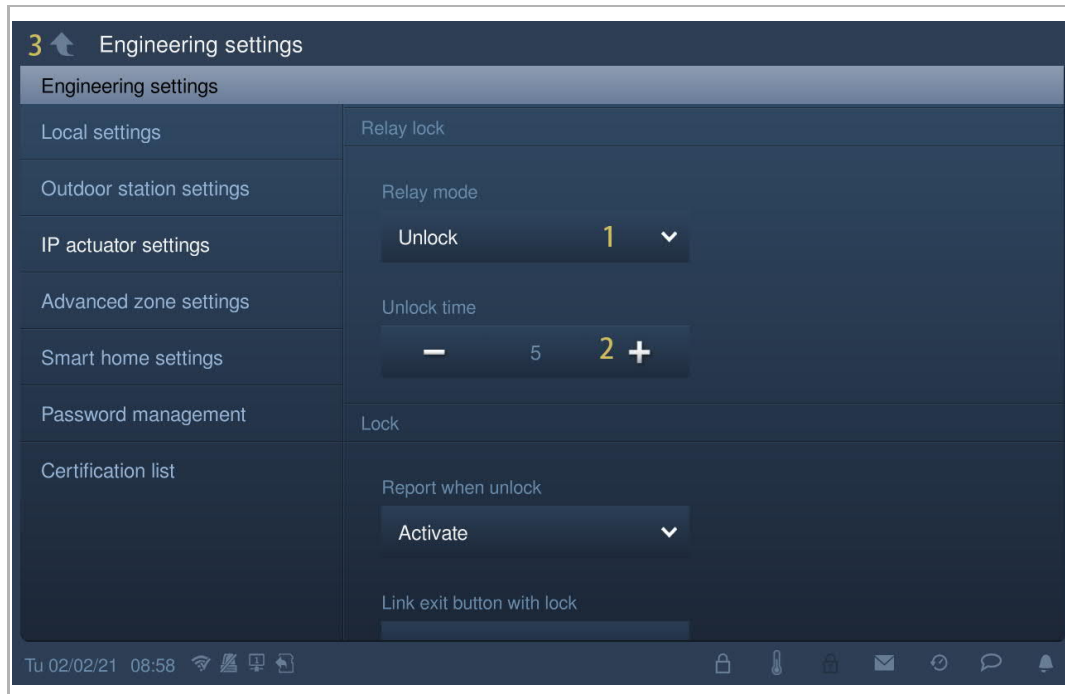 3 Engineering settings
Engineering settings
Local settings
Outdoor station settings
IP actuator settings
Advanced zone settings
Smart home settings
Password management
Certification list
Relay lock
Relay mode
Unlock 1
Unlock time
5 2
Lock
Report when unlock
Activate
Link exit button with lock
Tu 02/02/21 08:58